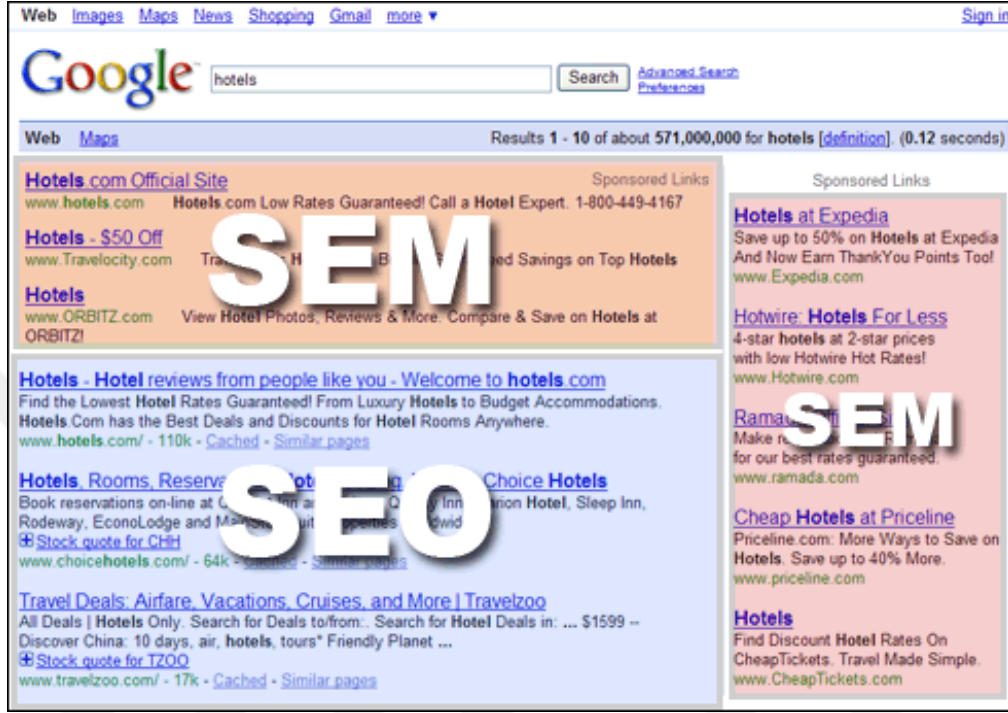 Web Images Maps News Shopping Gmail more ▼ Sign in
Google
hotels Search Advanced Search
Preferences
Web Maps Results 1 - 10 of about 571,000,000 for hotels [definition]. (0.12 seconds)
Hotels.com Official Site Sponsored Links
www.hotels.com Hotels.com Low Rates Guaranteed! Call a Hotel Expert. 1-800-449-4167
Hotels - $50 Off
www.Travelocity.com Savings on Top Hotels
Hotels
www.ORBITZ.com View Hotel Photos, Reviews & More. Compare & Save on Hotels at
ORBITZ!
SEM
Hotels - Hotel reviews from people like you - Welcome to hotels.com
Find the Lowest Hotel Rates Guaranteed! From Luxury Hotels to Budget Accommodations.
Hotels.Com has the Best Deals and Discounts for Hotel Rooms Anywhere.
www.hotels.com/ - 110k - Cached - Similar pages
Hotels, Rooms, Choice Hotels
Book reservations on-line at Hotel, Sleep Inn,
Rodeway, EconoLodge and
Stock quote for CHH
www.choicehotels.com/ - 64k - Cached - Similar pages
SEO
Travel Deals: Airfare, Vacations, Cruises, and More | Travelzoo
All Deals | Hotels Only. Search for Deals to/from:. Search for Hotel Deals in: ... $1599 --
Discover China: 10 days, air, hotels, tours* Friendly Planet ...
Stock quote for TZOO
www.travelzoo.com/ - 17k - Cached - Similar pages
Sponsored Links
Hotels at Expedia
Save up to 50% on Hotels at Expedia
And Now Earn ThankYou Points Too!
www.Expedia.com
Hotwire: Hotels For Less
4-star hotels at 2-star prices
with low Hotwire Hot Rates!
www.Hotwire.com
Ramada
Make
for our best rates guaranteed.
www.ramada.com
SEM
Cheap Hotels at Priceline
Priceline.com: More Ways to Save on
Hotels. Save up to 40% More.
www.priceline.com
Hotels
Find Discount Hotel Rates On
CheapTickets. Travel Made Simple.
www.CheapTickets.com